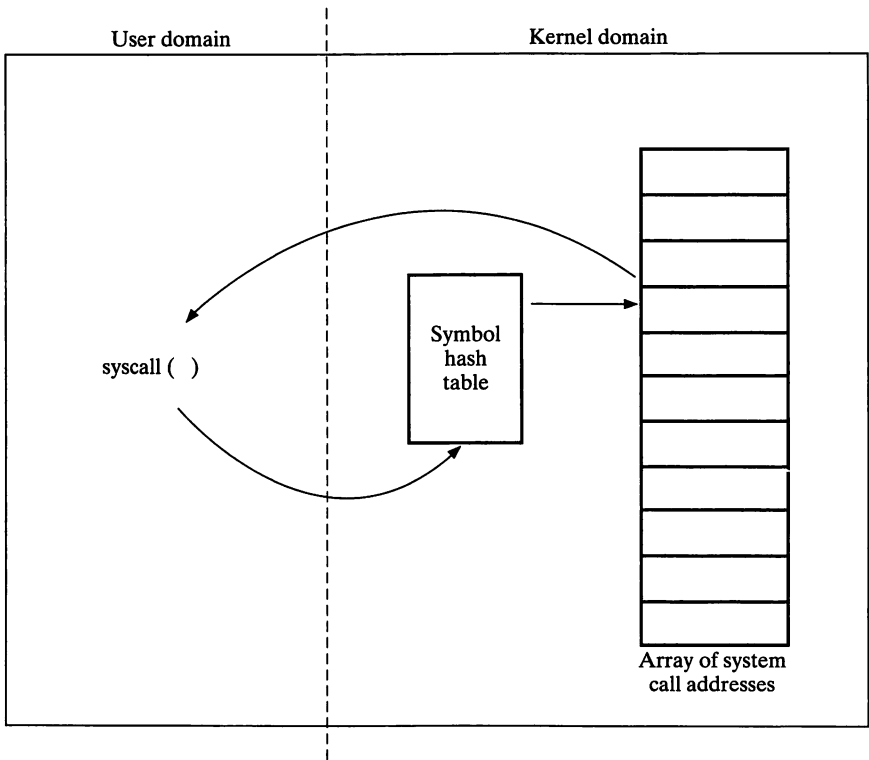 User domain
Kernel domain
Symbol
hash
table
syscall ( )
Array of system
call addresses